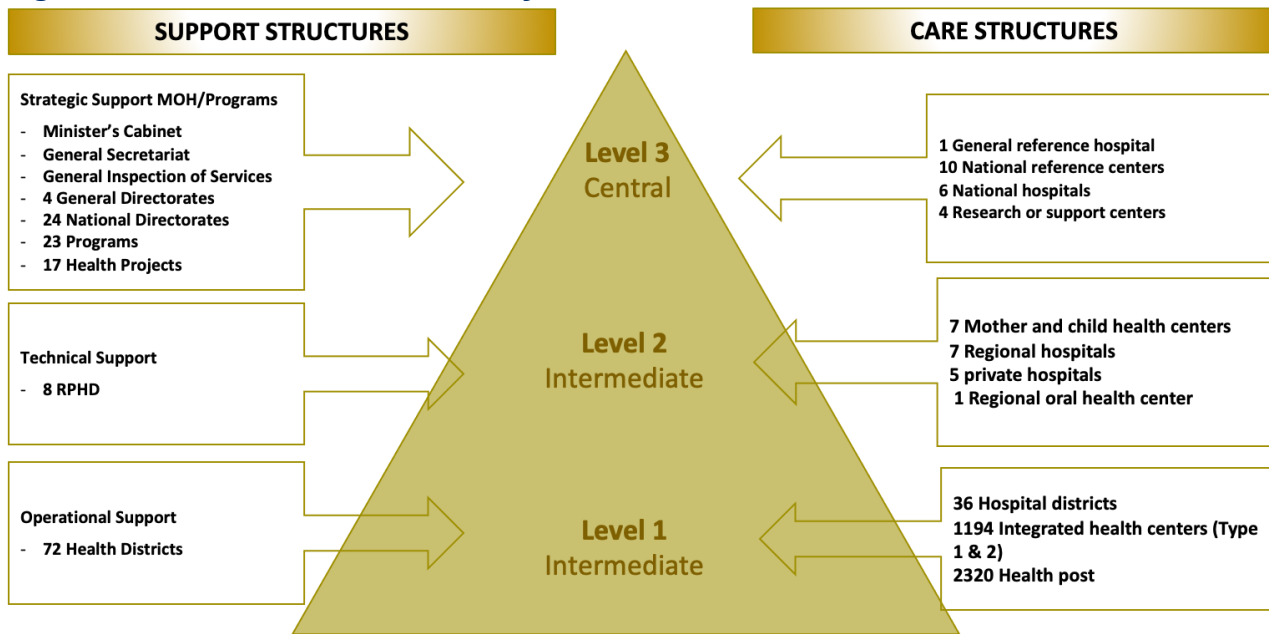 SUPPORT STRUCTURES
CARE STRUCTURES
Strategic Support MOH/Programs
- Minister's Cabinet
- General Secretariat
- General Inspection of Services
- 4 General Directorates
- 24 National Directorates
- 23 Programs
- 17 Health Projects
Level 3
Central
1 General reference hospital
10 National reference centers
6 National hospitals
4 Research or support centers
Technical Support
- 8 RPHD
Level 2
Intermediate
7 Mother and child health centers
7 Regional hospitals
5 private hospitals
1 Regional oral health center
Operational Support
- 72 Health Districts
Level 1
Intermediate
36 Hospital districts
1194 Integrated health centers (Type
1 & 2)
2320 Health post